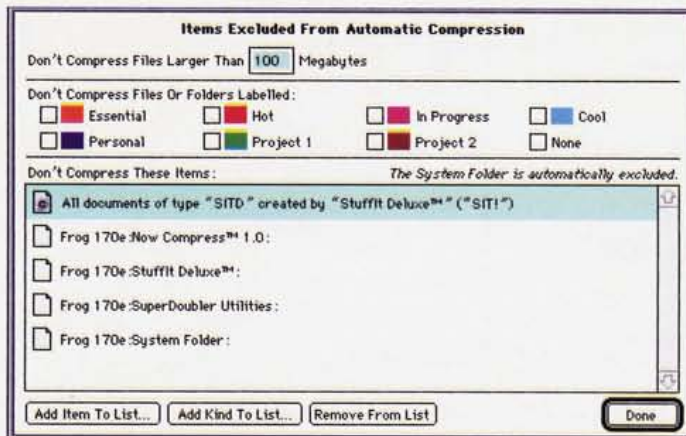 Items Excluded From Automatic Compression
Don't Compress Files Larger Than 100 Megabytes
Don't Compress Files Or Folders Labelled:
Essential Hot In Progress Cool
Personal Project 1 Project 2 None
Don't Compress These Items: The System Folder is automatically excluded.
All documents of type "SITD" created by "StuffIt Deluxe™" ("SIT!")
Frog 170e:Now Compress™ 1.0:
Frog 170e:StuffIt Deluxe™:
Frog 170e:SuperDoubler Utilities:
Frog 170e:System Folder:
Add Item To List... Add Kind To List... Remove From List Done